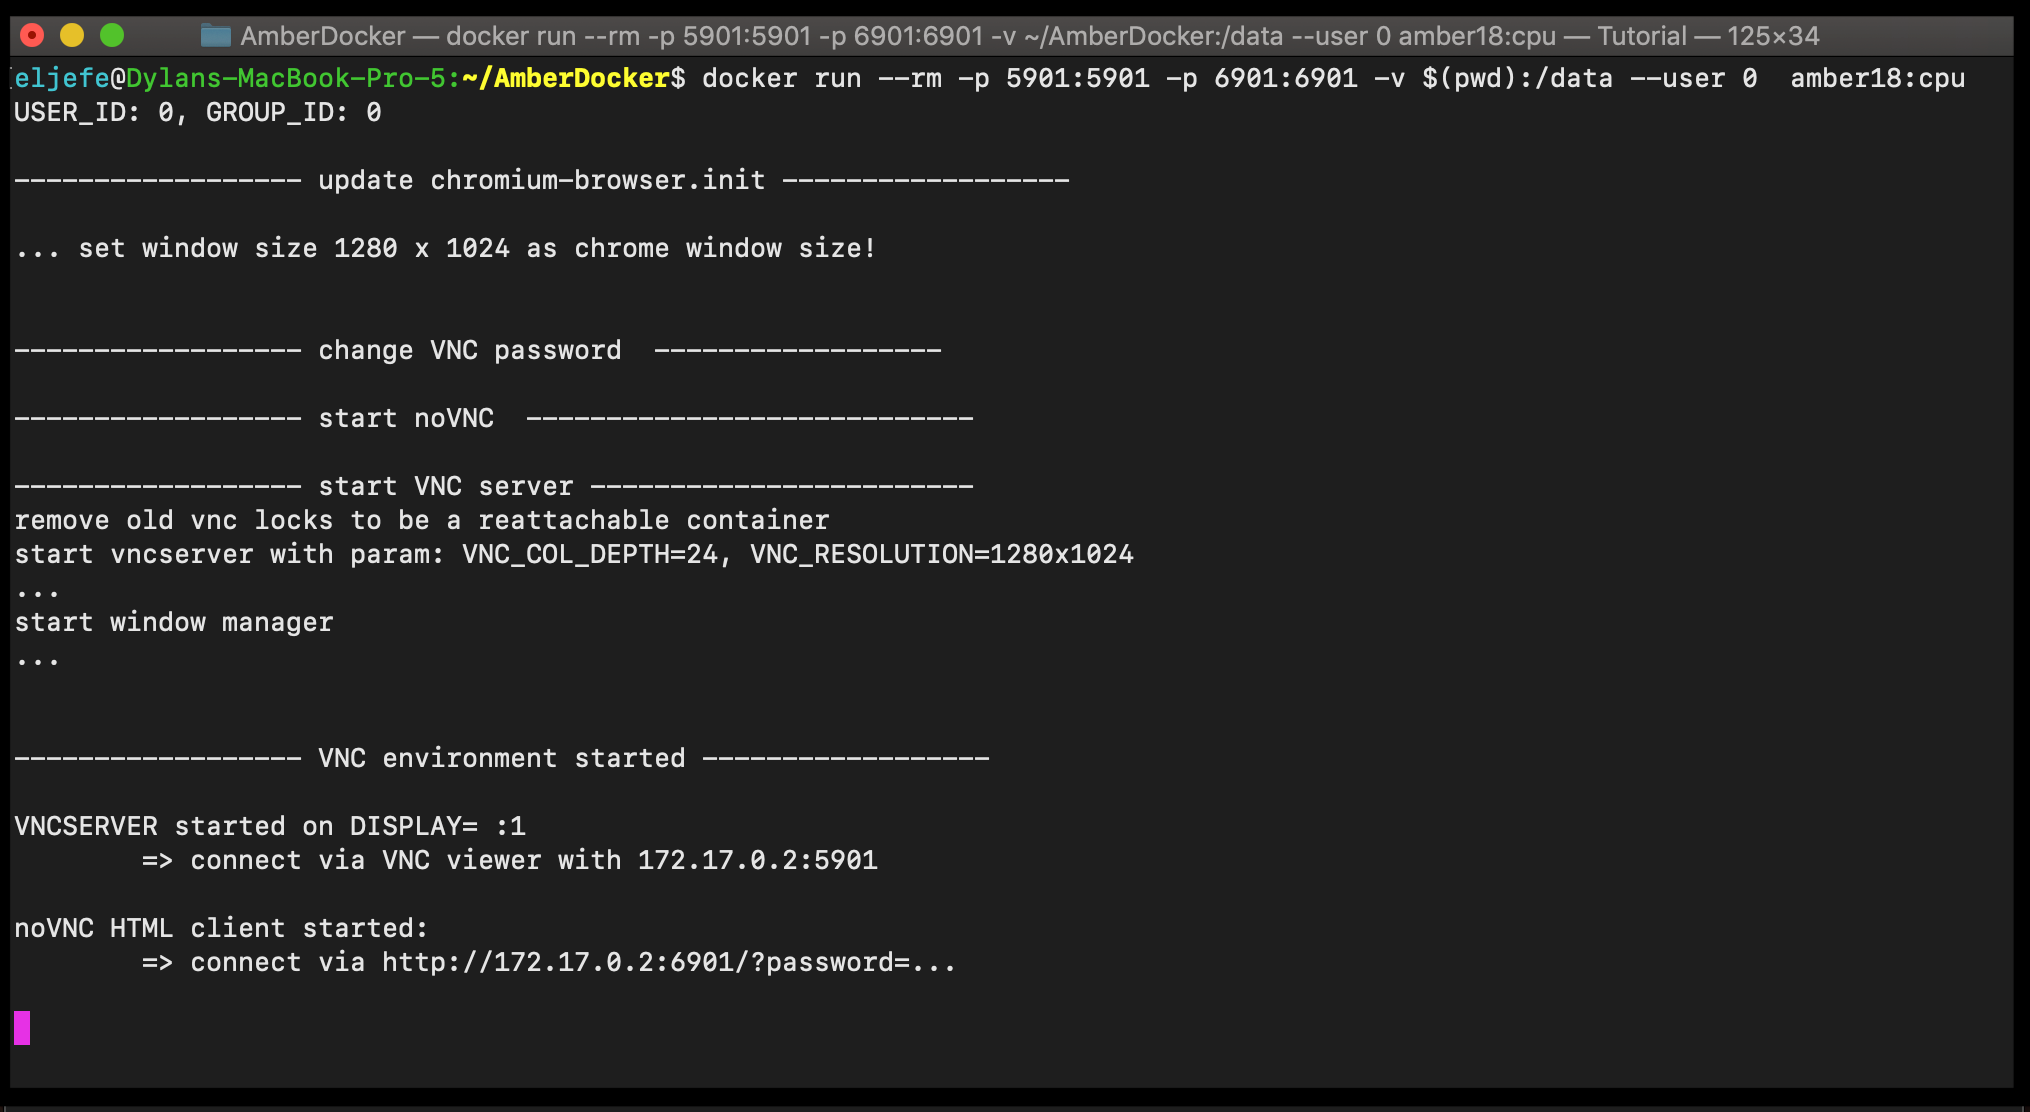 AmberDocker — docker run --rm -p 5901:5901 -p 6901:6901 -v ~/AmberDocker:/data --user 0 amber18:cpu — Tutorial — 125×34
eljefe@Dylans-MacBook-Pro-5:~/AmberDocker$ docker run --rm -p 5901:5901 -p 6901:6901 -v $(pwd):/data --user 0  amber18:cpu
USER_ID: 0, GROUP_ID: 0
------------------ update chromium-browser.init ------------------
... set window size 1280 x 1024 as chrome window size!
------------------ change VNC password  ------------------
------------------ start noVNC  ----------------------------
------------------ start VNC server ------------------------
remove old vnc locks to be a reattachable container
start vncserver with param: VNC_COL_DEPTH=24, VNC_RESOLUTION=1280x1024
...
start window manager
...
------------------ VNC environment started ------------------
VNCSERVER started on DISPLAY= :1
        => connect via VNC viewer with 172.17.0.2:5901
noVNC HTML client started:
        => connect via http://172.17.0.2:6901/?password=...